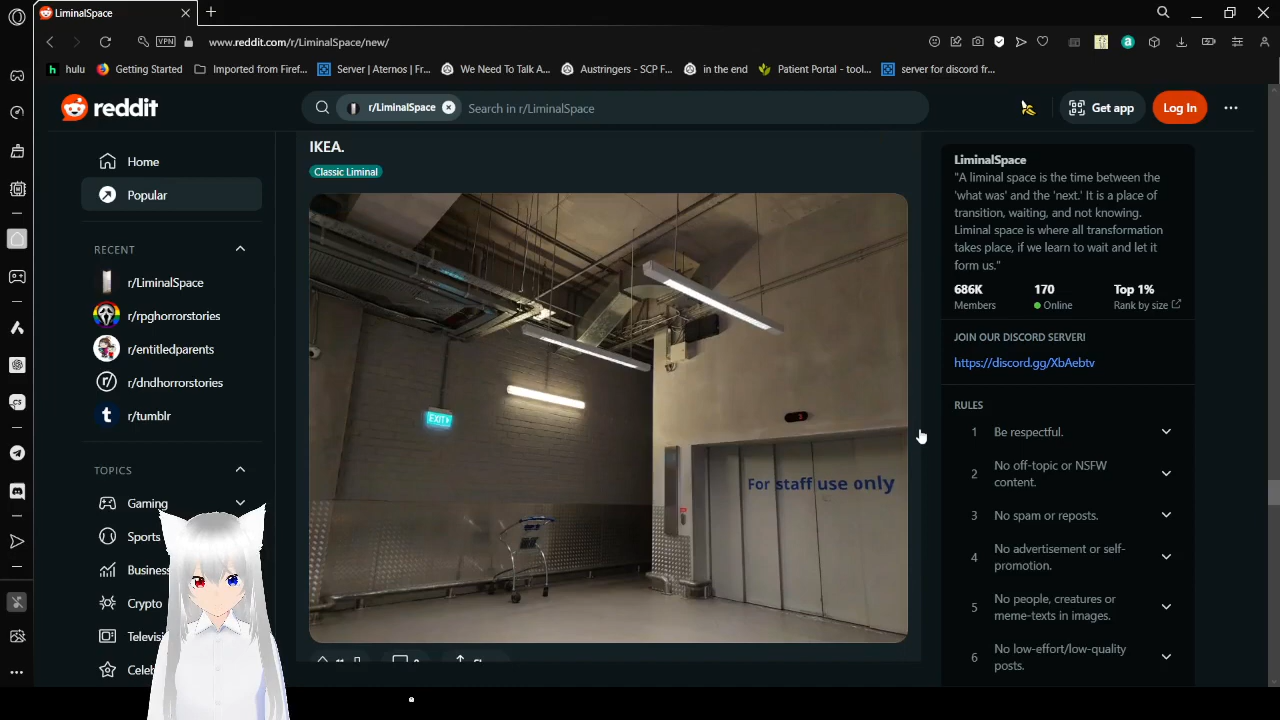 LiminalSpace
VPN
www.reddit.com/r/LiminalSpace/new/
hulu
Getting Started
Imported from Firef...
Server | Aternos | Fr...
We Need To Talk A...
Austringers - SCP F...
in the end
Patient Portal - tool...
server for discord fr...
reddit
r/LiminalSpace
Search in r/LiminalSpace
Get app
Log In
Home
Popular
RECENT
r/LiminalSpace
r/rpghorrorstories
r/entitledparents
r/dndhorrorstories
r/tumblr
TOPICS
Gaming
Sports
Business
Crypto
Televisi
Celeb
IKEA.
Classic Liminal
EXIT
For staff use only
LiminalSpace
"A liminal space is the time between the
'what was' and the 'next.' It is a place of
transition, waiting, and not knowing.
Liminal space is where all transformation
takes place, if we learn to wait and let it
form us."
686K
Members
170
Online
Top 1%
Rank by size
JOIN OUR DISCORD SERVER!
https://discord.gg/XbAebtv
RULES
1 Be respectful.
2 No off-topic or NSFW
content.
3 No spam or reposts.
4 No advertisement or self-
promotion.
5 No people, creatures or
meme-texts in images.
6 No low-effort/low-quality
posts.